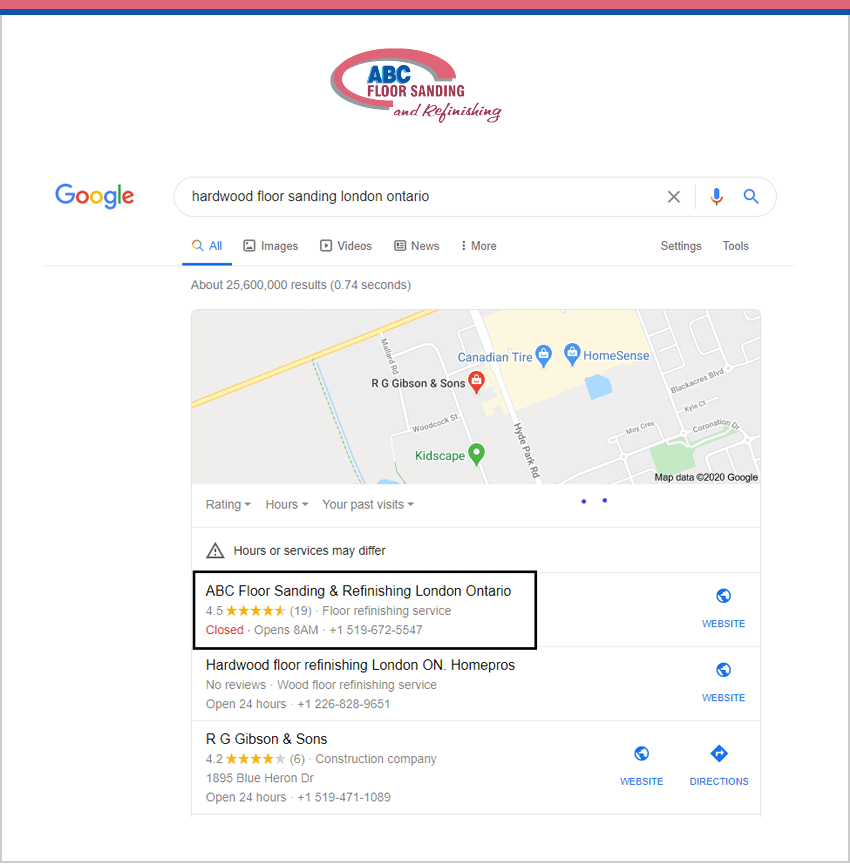 ABC
FLOOR SANDING
and Refinishing
Google
hardwood floor sanding london ontario
All Images Videos News More Settings Tools
About 25,600,000 results (0.74 seconds)
Mallard Rd
Canadian Tire
HomeSense
R G Gibson & Sons
Blackacres Blvd
Kyle Ct
Woodcock St
Hyde Park Rd
Moy Cres
Coronation Dr
Kidscape
Map data ©2020 Google
Rating Hours Your past visits
Hours or services may differ
ABC Floor Sanding & Refinishing London Ontario
4.5 (19) · Floor refinishing service
Closed · Opens 8AM · +1 519-672-5547
WEBSITE
Hardwood floor refinishing London ON. Homepros
No reviews · Wood floor refinishing service
Open 24 hours · +1 226-828-9651
WEBSITE
R G Gibson & Sons
4.2 (6) · Construction company
1895 Blue Heron Dr
Open 24 hours · +1 519-471-1089
WEBSITE DIRECTIONS